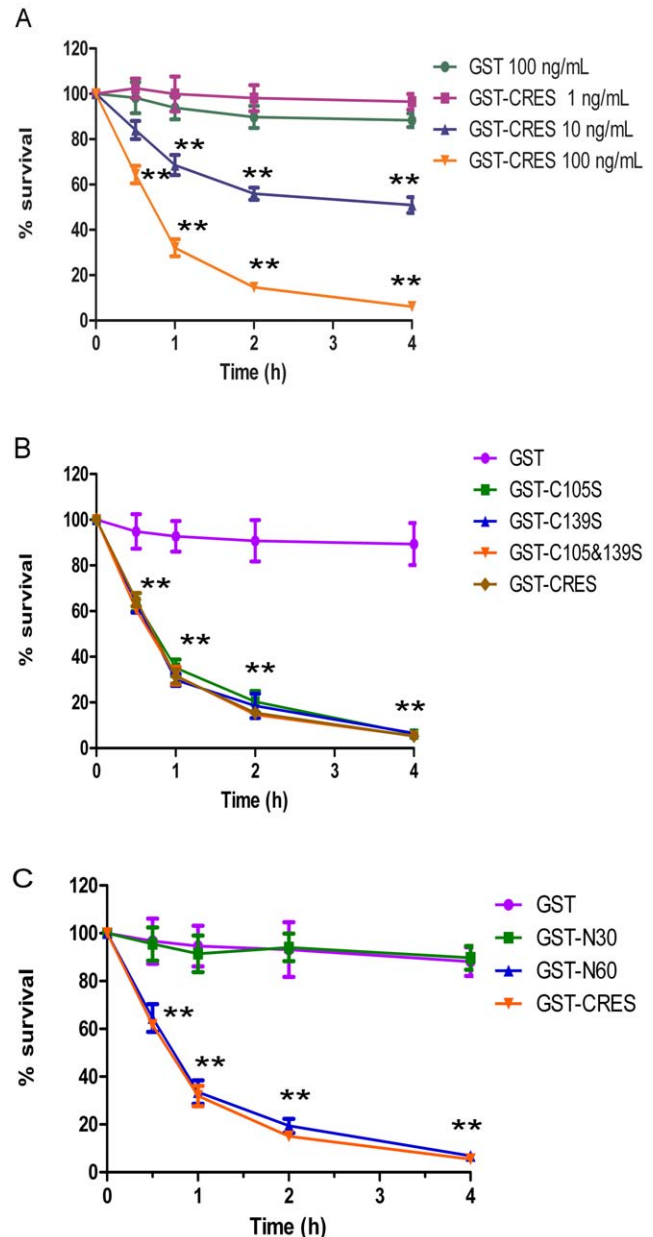 A
120
100
80
60
40
20
0
% survival
**
**
**
**
**
**
**
0
1
2
3
4
Time (h)
GST 100 ng/mL
GST-CRES 1 ng/mL
GST-CRES 10 ng/mL
GST-CRES 100 ng/mL
B
120
100
80
60
40
20
0
% survival
**
**
**
**
0
1
2
3
4
Time (h)
GST
GST-C105S
GST-C139S
GST-C105&139S
GST-CRES
C
120
100
80
60
40
20
0
% survival
**
**
**
**
0
1
2
3
4
Time (h)
GST
GST-N30
GST-N60
GST-CRES